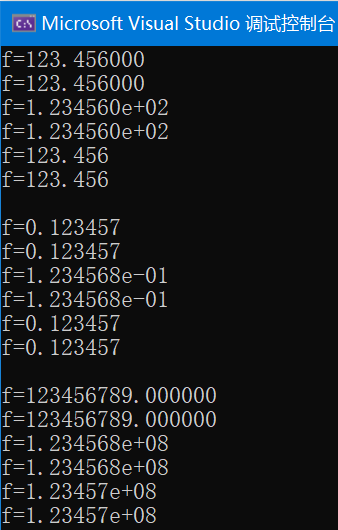 Microsoft Visual Studio 调试控制台
f=123.456000
f=123.456000
f=1.234560e+02
f=1.234560e+02
f=123.456
f=123.456
f=0.123457
f=0.123457
f=1.234568e-01
f=1.234568e-01
f=0.123457
f=0.123457
f=123456789.000000
f=123456789.000000
f=1.234568e+08
f=1.234568e+08
f=1.23457e+08
f=1.23457e+08